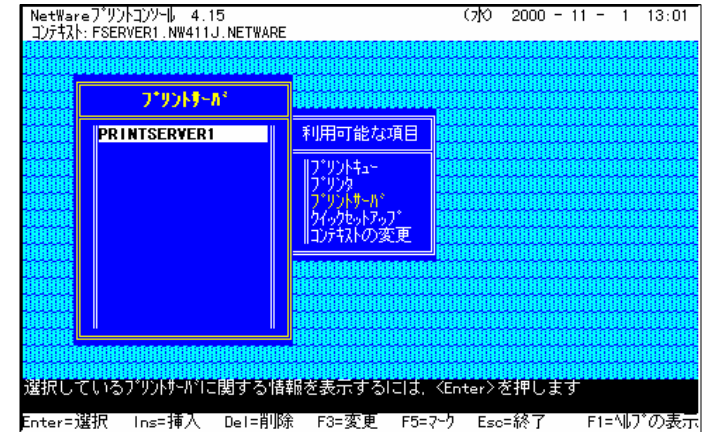 NetWareﾌﾟﾘﾝﾄｺﾝｿｰﾙ 4.15 (水) 2000 - 11 - 1 13:01
ｺﾝﾃｷｽﾄ: FSERVER1.NW411J.NETWARE
ﾌﾟﾘﾝﾄｻｰﾊﾞ
PRINTSERVER1
利用可能な項目
ﾌﾟﾘﾝﾄｷｭｰ
ﾌﾟﾘﾝﾀ
ﾌﾟﾘﾝﾄｻｰﾊﾞ
ｸｲｯｸｾｯﾄｱｯﾌﾟ
ｺﾝﾃｷｽﾄの変更
選択しているﾌﾟﾘﾝﾄｻｰﾊﾞに関する情報を表示するには, <Enter>を押します
Enter=選択 Ins=挿入 Del=削除 F3=変更 F5=ﾏｰｸ Esc=終了 F1=ﾍﾙﾌﾟの表示